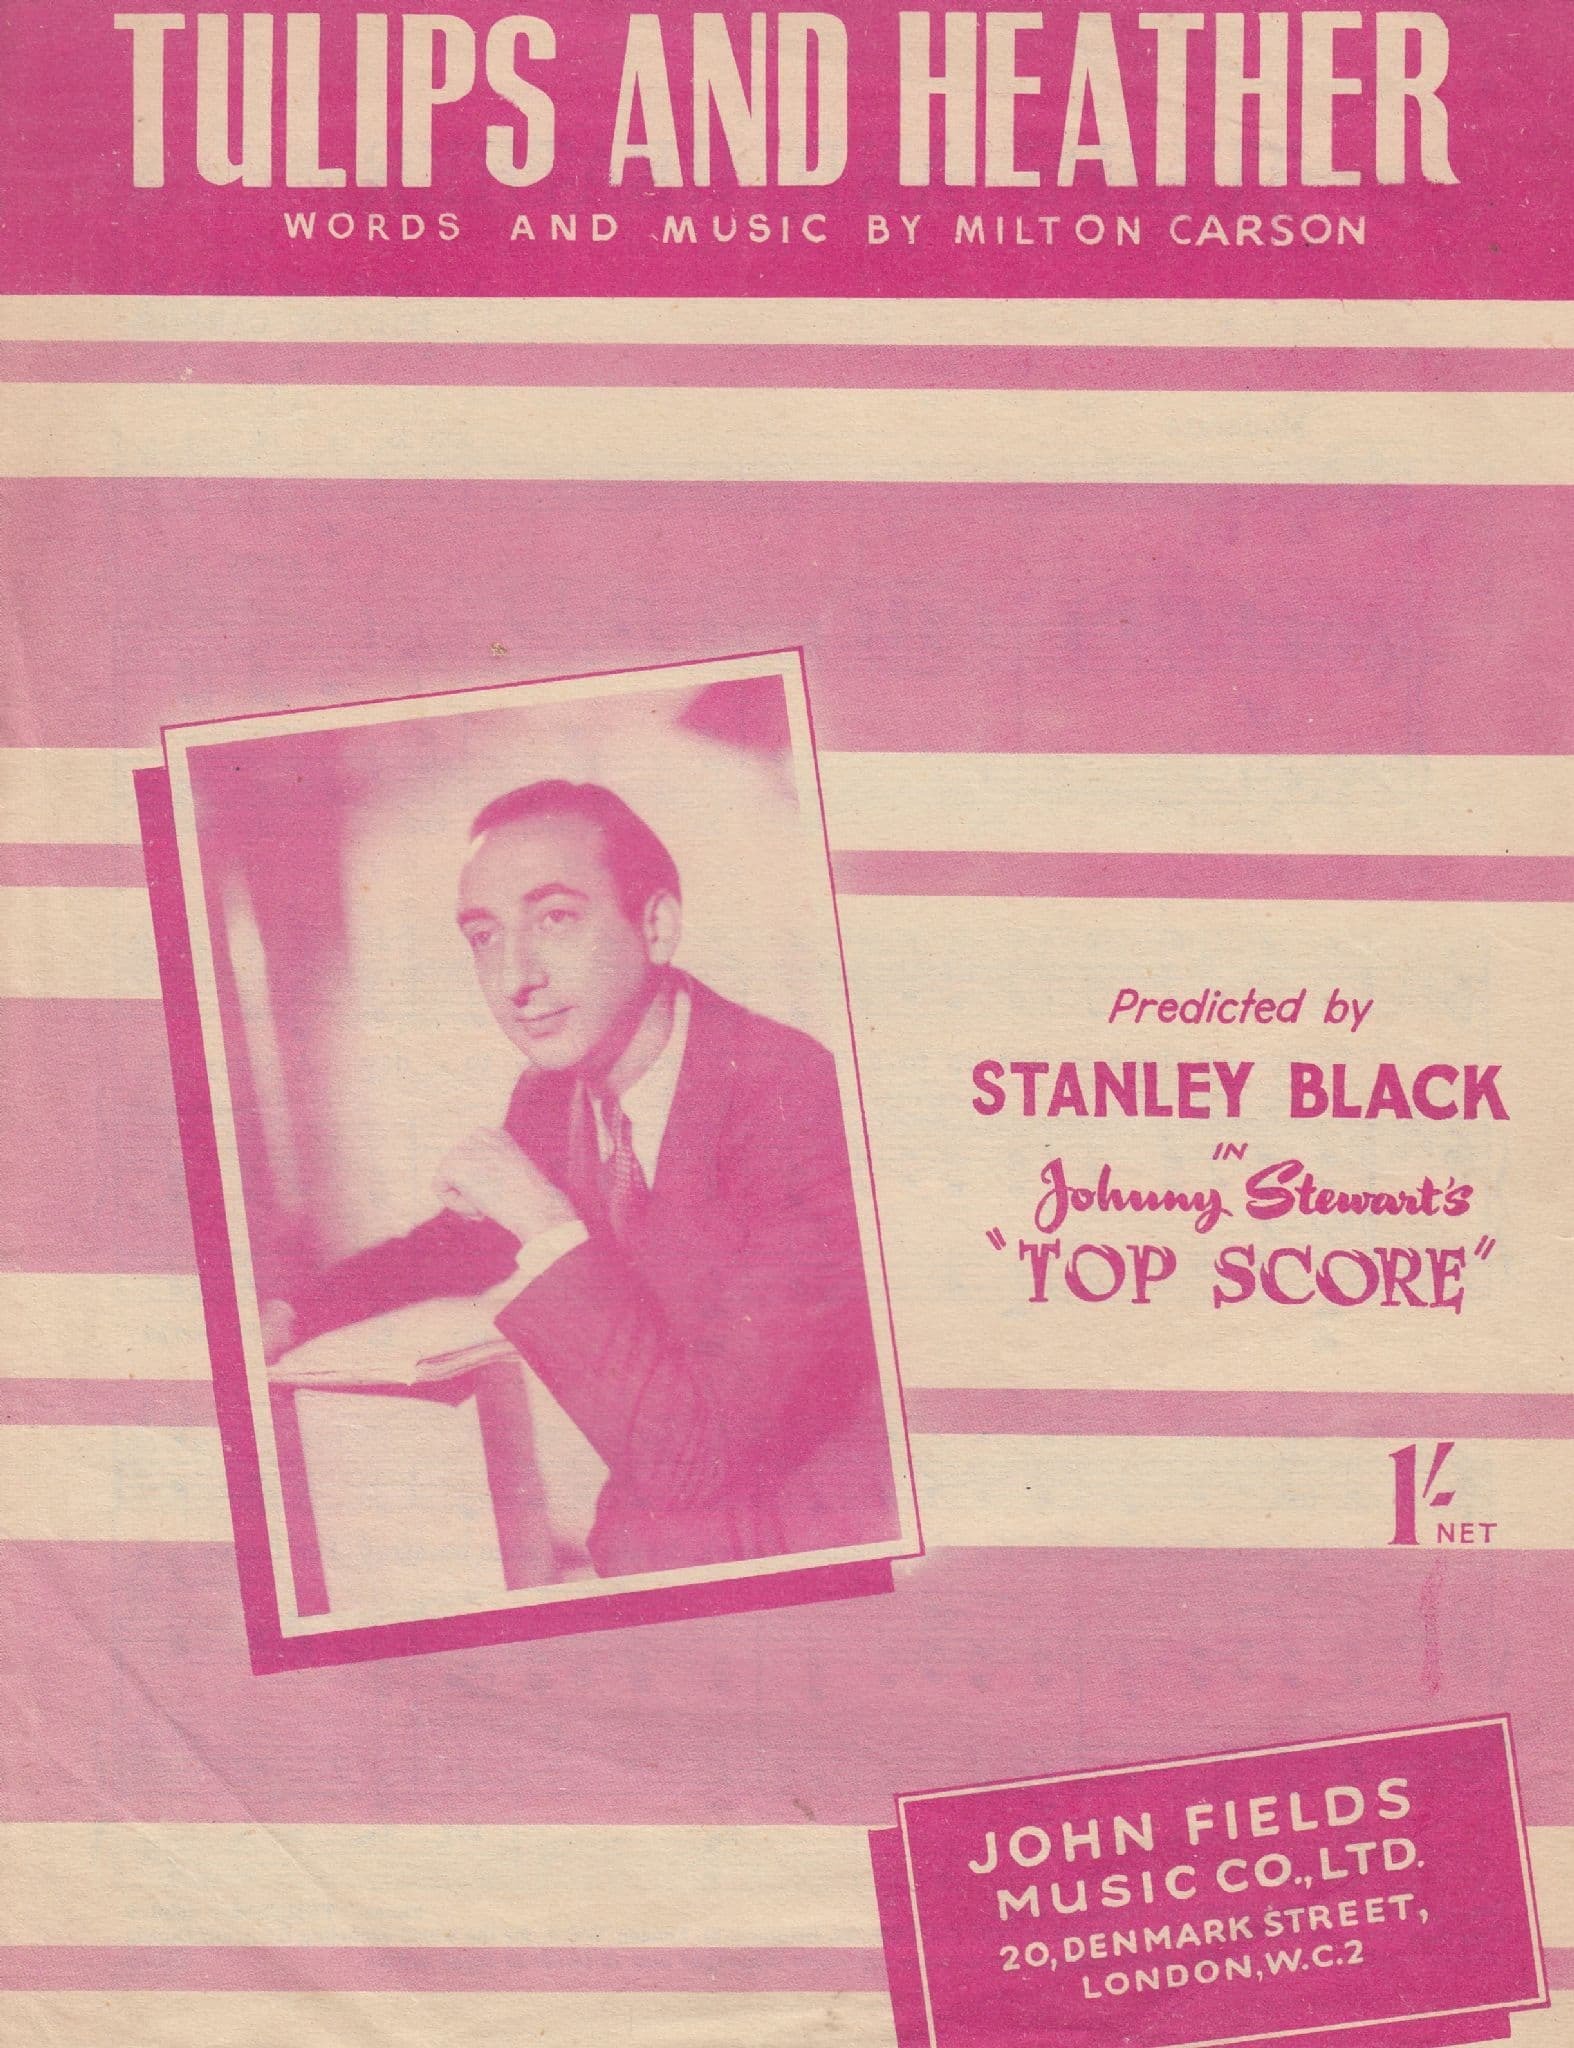 TULIPS AND HEATHER
WORDS AND MUSIC BY MILTON CARSON
Predicted by
STANLEY BLACK
IN
Johnny Stewart's
"TOP SCORE"
1/-
NET
JOHN FIELDS
MUSIC CO., LTD.
20, DENMARK STREET,
LONDON, W.C.2